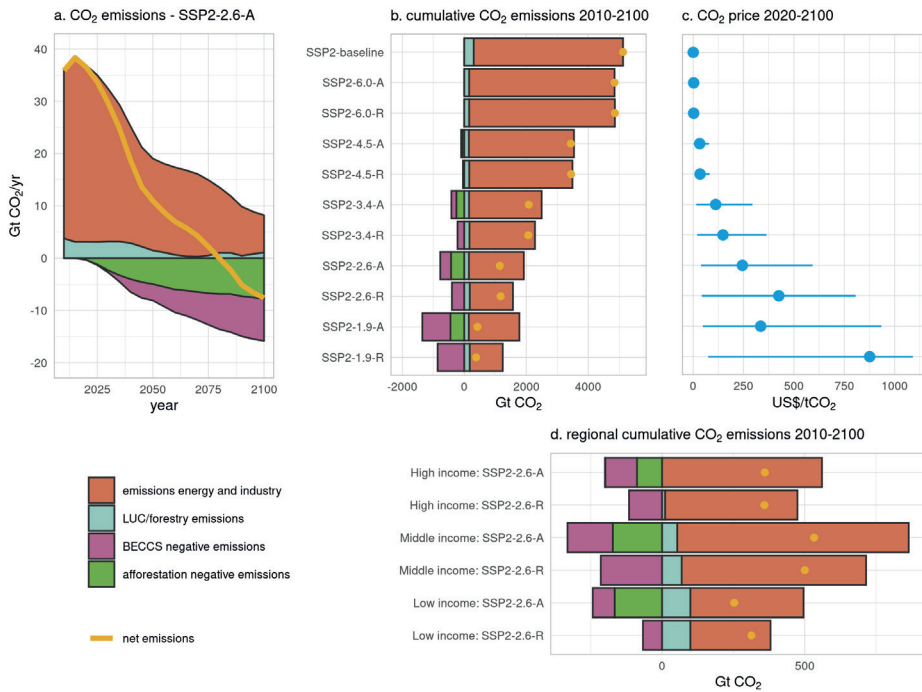 a. CO₂ emissions - SSP2-2.6-A
40
30
20
10
0
-10
-20
Gt CO₂/yr
2025
2050
2075
2100
year
b. cumulative CO₂ emissions 2010-2100
SSP2-baseline
SSP2-6.0-A
SSP2-6.0-R
SSP2-4.5-A
SSP2-4.5-R
SSP2-3.4-A
SSP2-3.4-R
SSP2-2.6-A
SSP2-2.6-R
SSP2-1.9-A
SSP2-1.9-R
-2000
0
2000
4000
Gt CO₂
c. CO₂ price 2020-2100
0
250
500
750
1000
US$/tCO₂
emissions energy and industry
LUC/forestry emissions
BECCS negative emissions
afforestation negative emissions
net emissions
d. regional cumulative CO₂ emissions 2010-2100
High income: SSP2-2.6-A
High income: SSP2-2.6-R
Middle income: SSP2-2.6-A
Middle income: SSP2-2.6-R
Low income: SSP2-2.6-A
Low income: SSP2-2.6-R
0
500
Gt CO₂